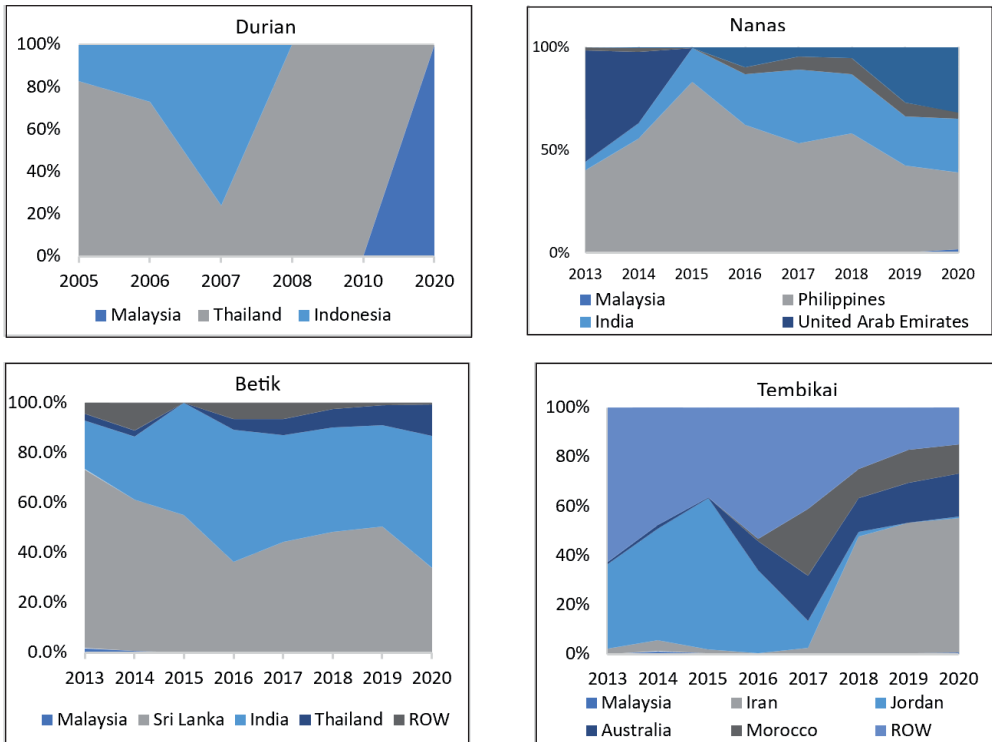 Durian
100%
80%
60%
40%
20%
0%
2005 2006 2007 2008 2010 2020
Malaysia Thailand Indonesia
Nanas
100%
50%
0%
2013 2014 2015 2016 2017 2018 2019 2020
Malaysia Philippines
India United Arab Emirates
Betik
100.0%
80.0%
60.0%
40.0%
20.0%
0.0%
2013 2014 2015 2016 2017 2018 2019 2020
Malaysia Sri Lanka India Thailand ROW
Tembikai
100%
80%
60%
40%
20%
0%
2013 2014 2015 2016 2017 2018 2019 2020
Malaysia Iran Jordan
Australia Morocco ROW